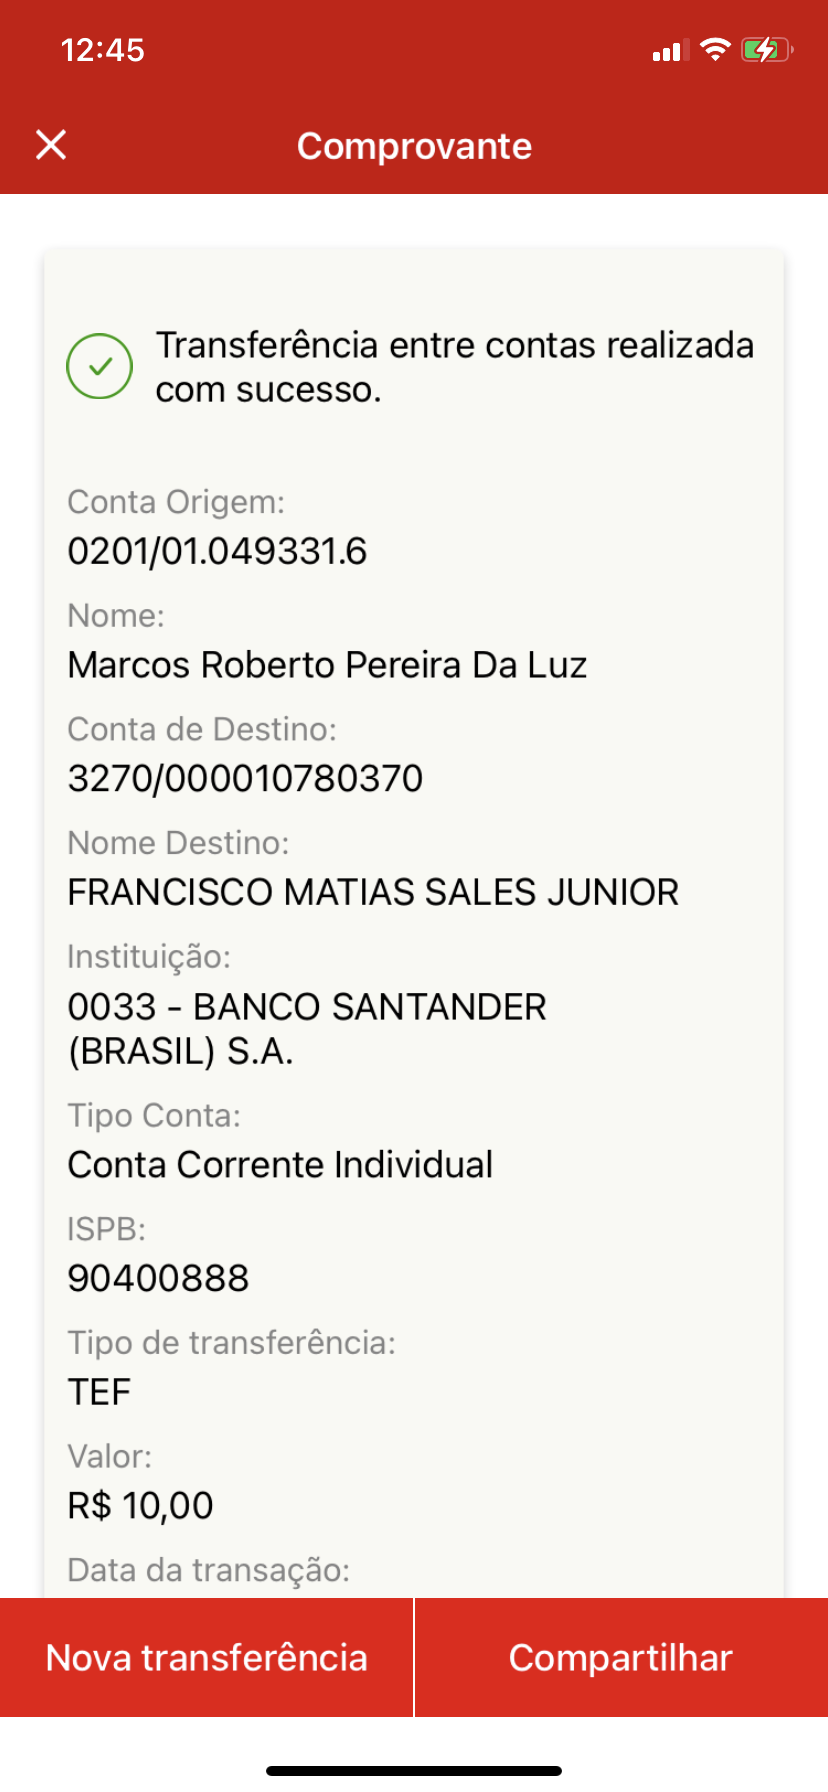 12:45
Comprovante
Transferência entre contas realizada
com sucesso.
Conta Origem:
0201/01.049331.6
Nome:
Marcos Roberto Pereira Da Luz
Conta de Destino:
3270/000010780370
Nome Destino:
FRANCISCO MATIAS SALES JUNIOR
Instituição:
0033 - BANCO SANTANDER
(BRASIL) S.A.
Tipo Conta:
Conta Corrente Individual
ISPB:
90400888
Tipo de transferência:
TEF
Valor:
R$ 10,00
Data da transação:
Nova transferência
Compartilhar